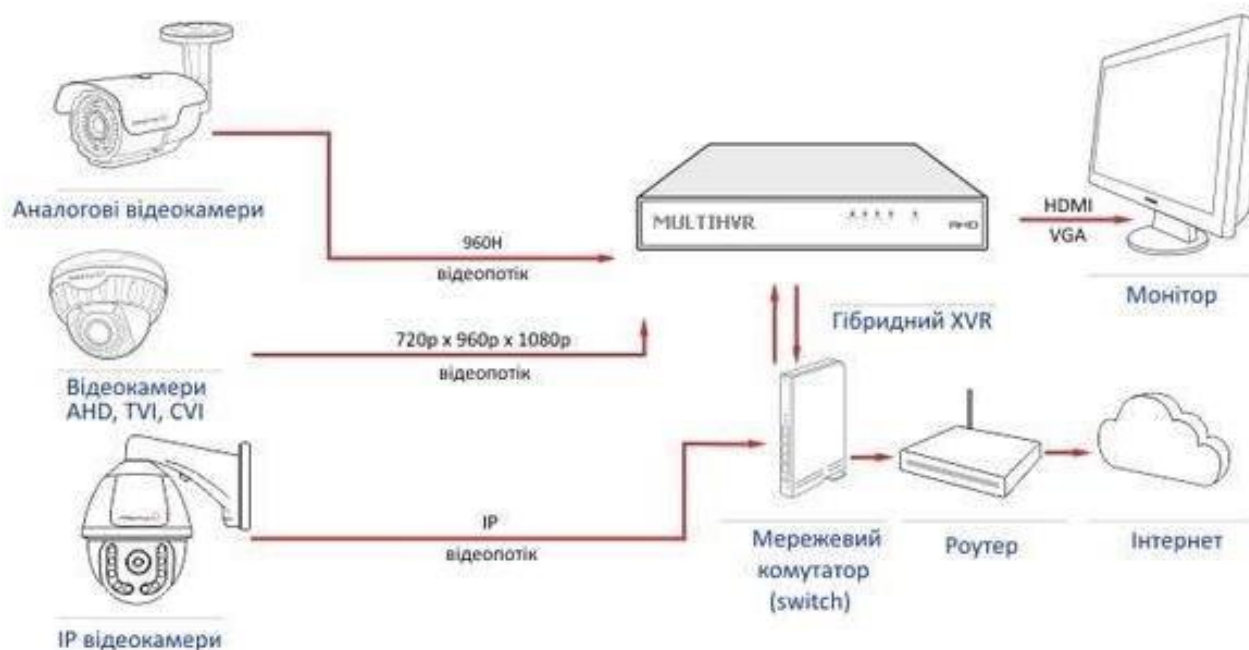 Аналогові відеокамери
960H
відеопотік
MULTIHVR
AHD
HDMI
VGA
Монітор
Гібридний XVR
720p x 960p x 1080p
відеопотік
Відеокамери
AHD, TVI, CVI
IP
відеопотік
Мережевий
комутатор
(switch)
Роутер
Інтернет
IP відеокамери